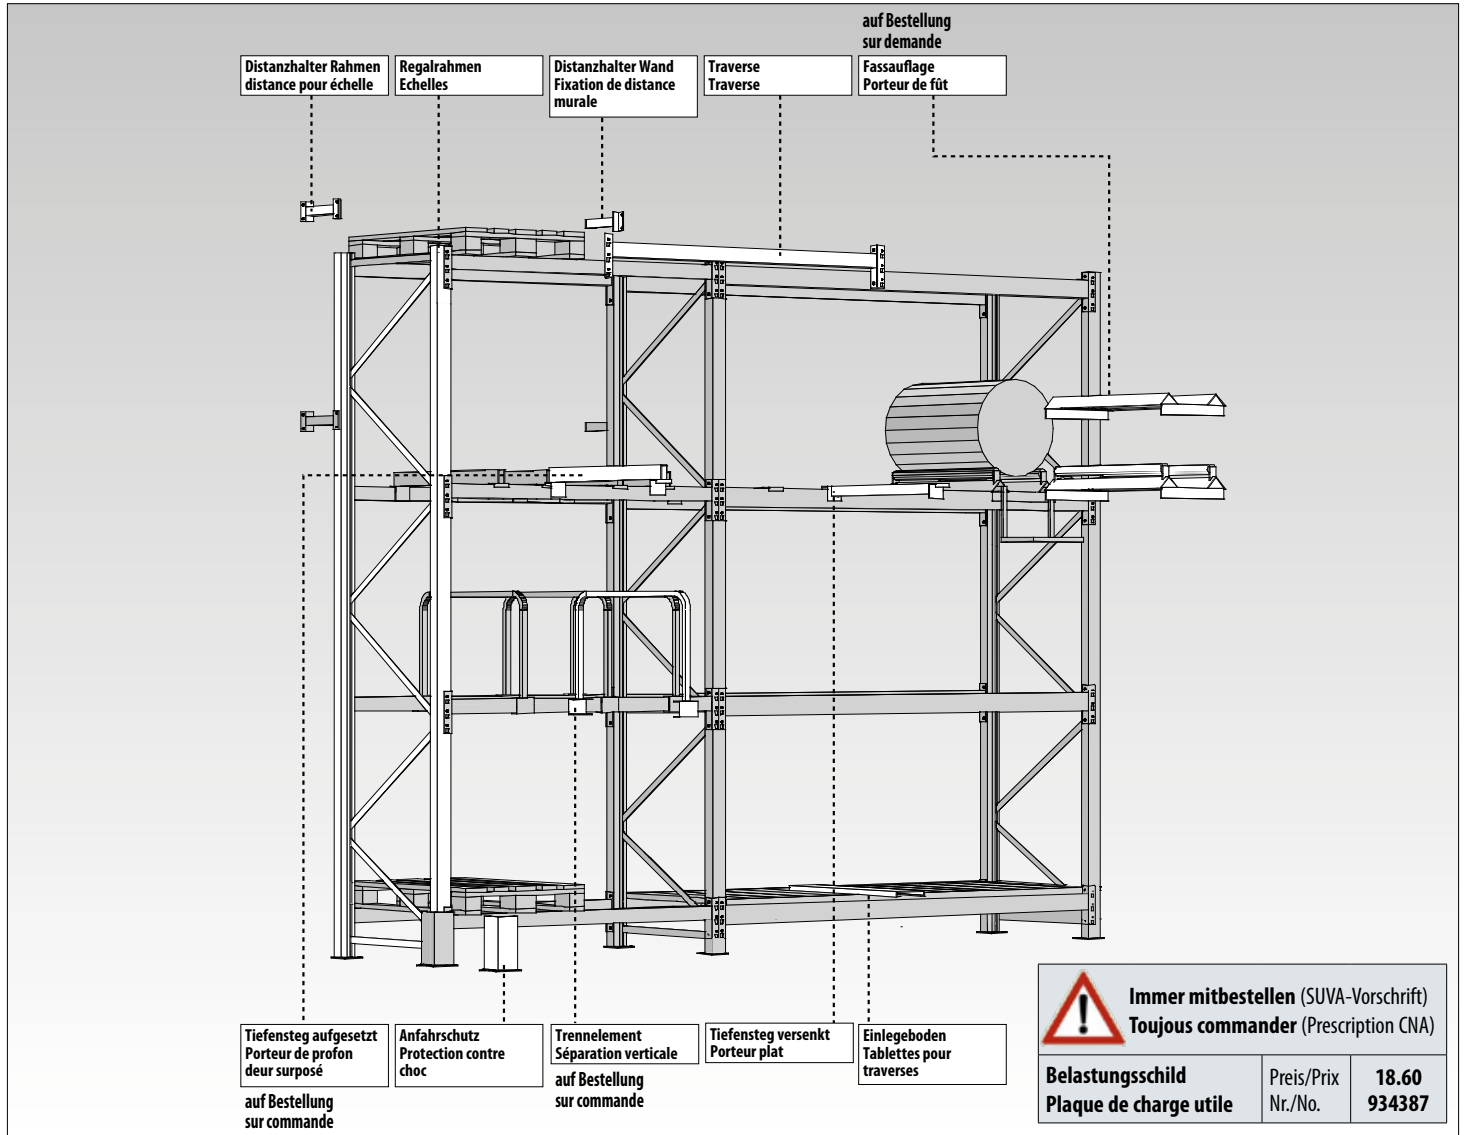 auf Bestellung
sur demande
Distanzhalter Rahmen
distance pour échelle
Regalrahmen
Echelles
Distanzhalter Wand
Fixation de distance
murale
Traverse
Traverse
Fassauflage
Porteur de fût
Tiefensteg aufgesetzt
Porteur de profon
deur surposé
auf Bestellung
sur commande
Anfahrschutz
Protection contre
choc
Trennelement
Séparation verticale
auf Bestellung
sur commande
Tiefensteg versenkt
Porteur plat
Einlegeboden
Tablettes pour
traverses
Immer mitbestellen (SUVA-Vorschrift)
Toujous commander (Prescription CNA)
Belastungsschild Preis/Prix 18.60
Plaque de charge utile Nr./No. 934387